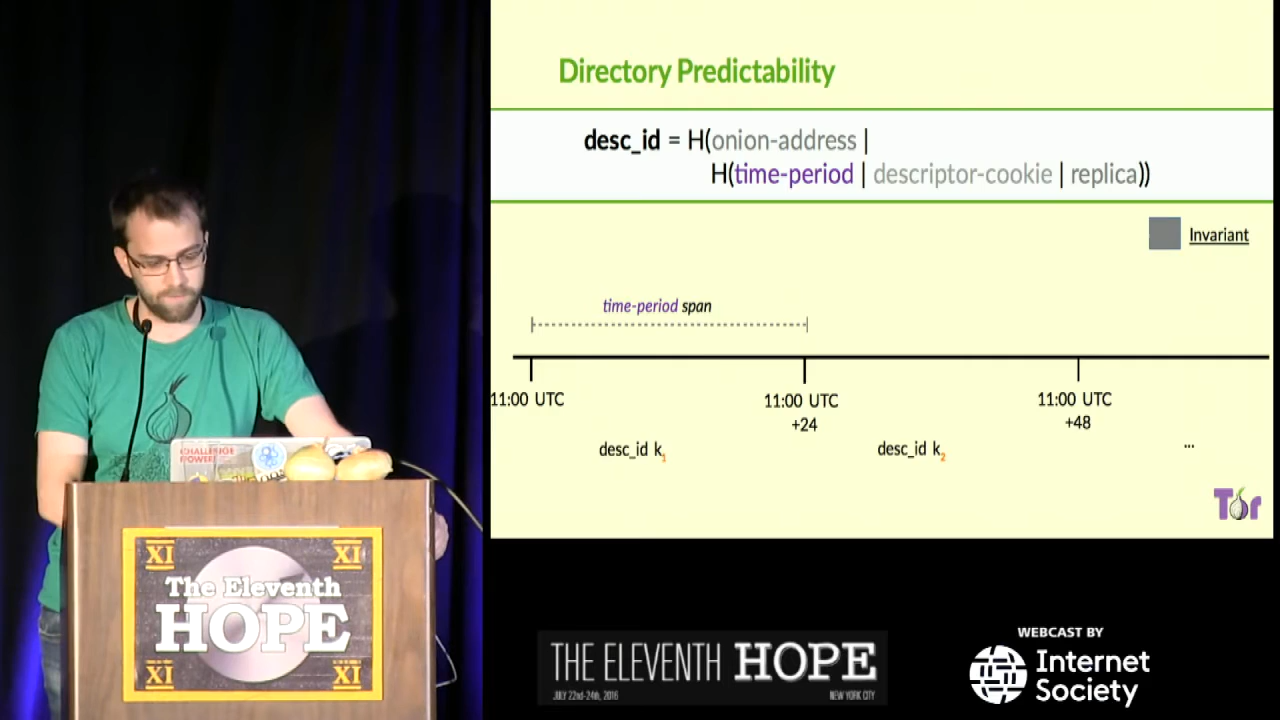 Directory Predictability
desc_id = H(onion-address |
H(time-period | descriptor-cookie | replica))
Invariant
time-period span
11:00 UTC
11:00 UTC
+24
11:00 UTC
+48
desc_id k1
desc_id k2
...
Tor
XI
XI
The Eleventh
HOPE
XI
XI
THE ELEVENTH HOPE
JULY 22nd-24th, 2016
NEW YORK CITY
WEBCAST BY
Internet
Society